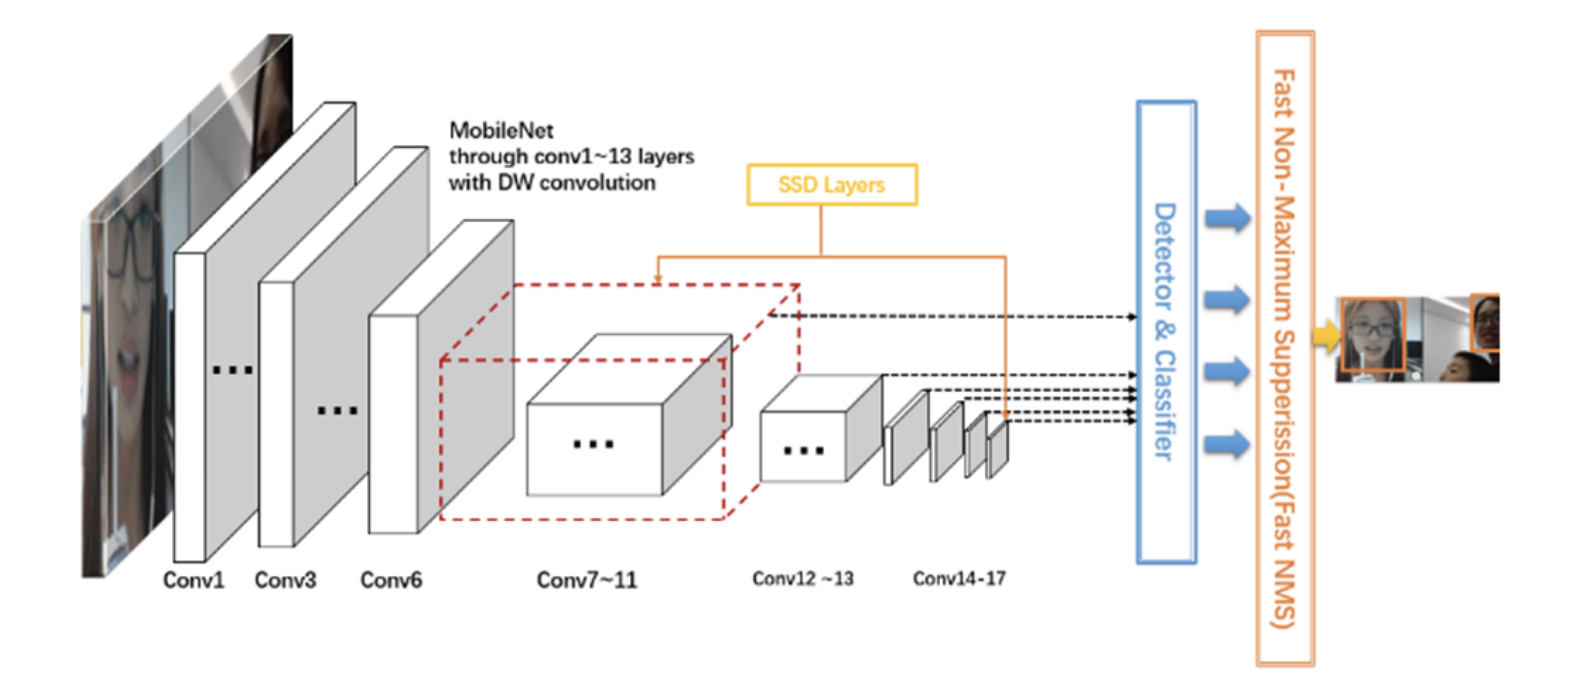 MobileNet
through conv1~13 layers
with DW convolution
SSD Layers
Detector & Classifier
Fast Non-Maximum Supperission(Fast NMS)
Conv1
Conv3
Conv6
Conv7~11
Conv12 ~13
Conv14-17